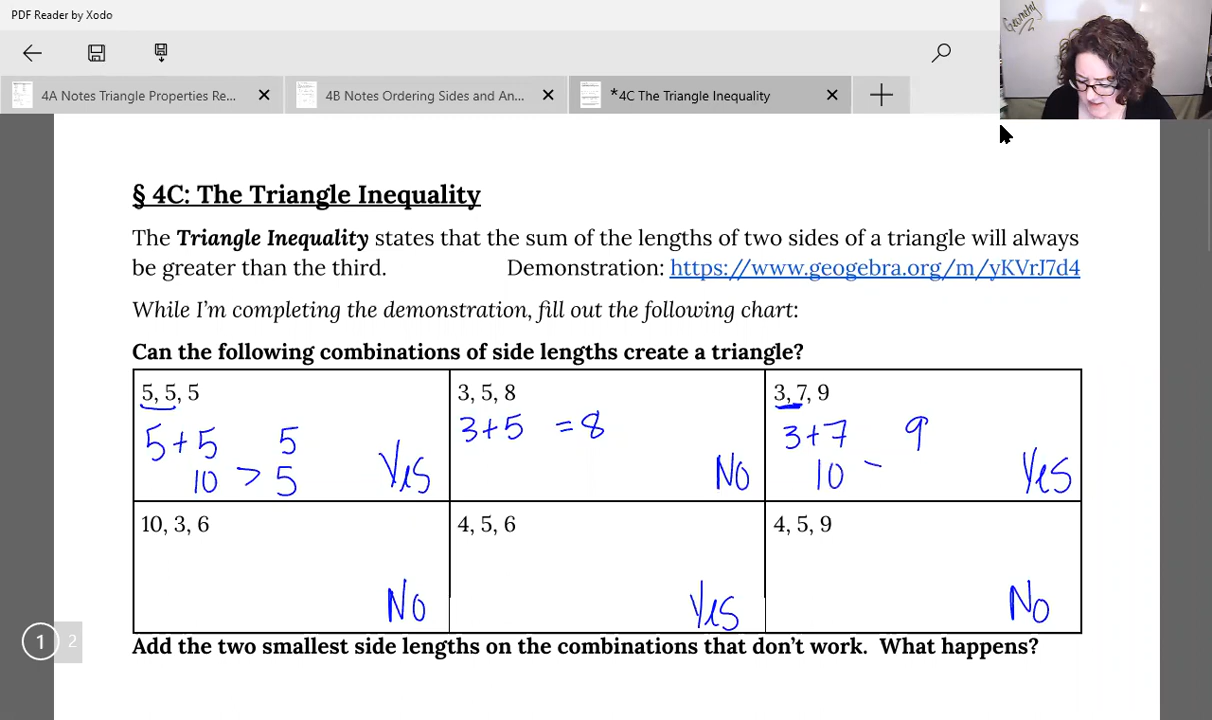 PDF Reader by Xodo
Geometry
4A Notes Triangle Properties Re...
4B Notes Ordering Sides and An...
*4C The Triangle Inequality
§ 4C: The Triangle Inequality
The Triangle Inequality states that the sum of the lengths of two sides of a triangle will always
be greater than the third. Demonstration: https://www.geogebra.org/m/yKVrJ7d4
While I'm completing the demonstration, fill out the following chart:
Can the following combinations of side lengths create a triangle?
5, 5, 5
5+5 5
10 > 5
Yes
3, 5, 8
3+5 = 8
No
3, 7, 9
3+7 9
10
Yes
10, 3, 6
No
4, 5, 6
Yes
4, 5, 9
No
1 2
Add the two smallest side lengths on the combinations that don't work. What happens?